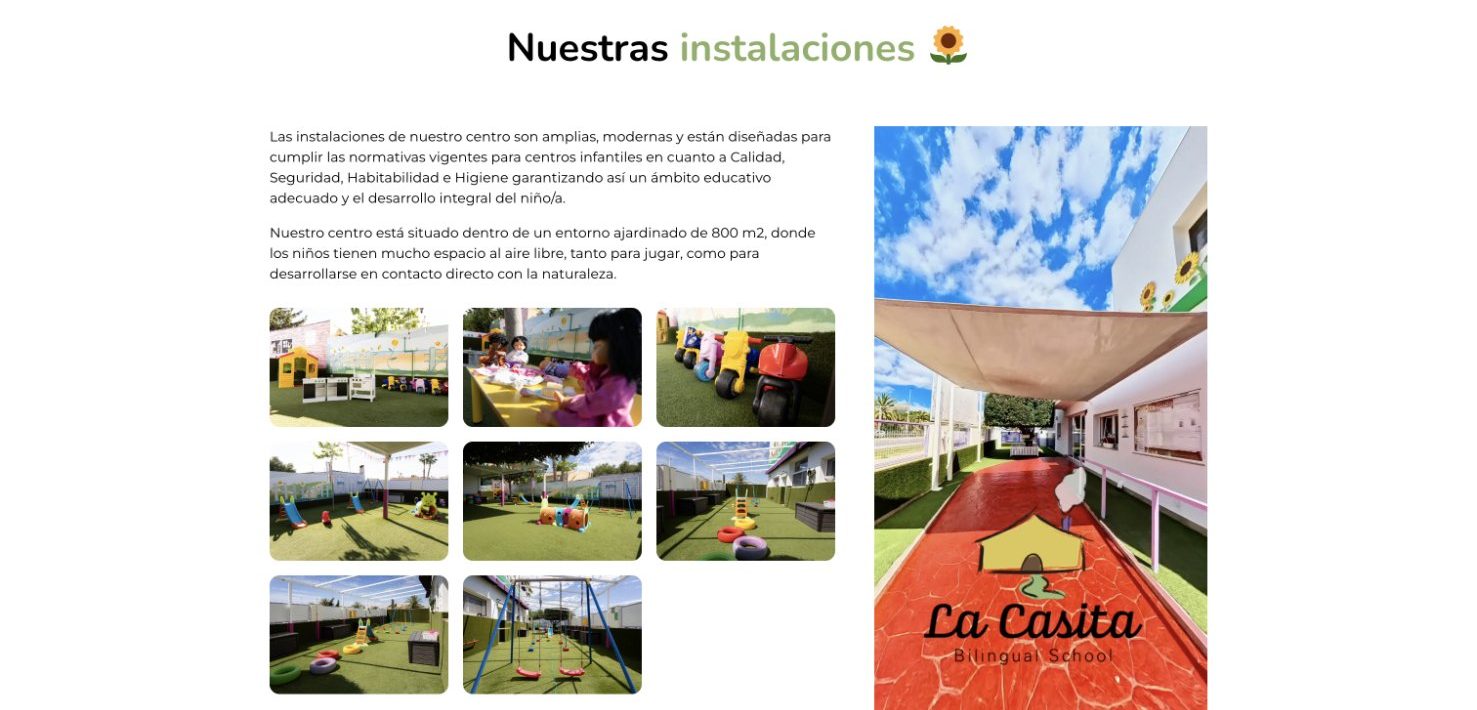 Nuestras instalaciones
Las instalaciones de nuestro centro son amplias, modernas y están diseñadas para
cumplir las normativas vigentes para centros infantiles en cuanto a Calidad,
Seguridad, Habitabilidad e Higiene garantizando así un ámbito educativo
adecuado y el desarrollo integral del niño/a.
Nuestro centro está situado dentro de un entorno ajardinado de 800 m2, donde
los niños tienen mucho espacio al aire libre, tanto para jugar, como para
desarrollarse en contacto directo con la naturaleza.
La Casita
Bilingual School